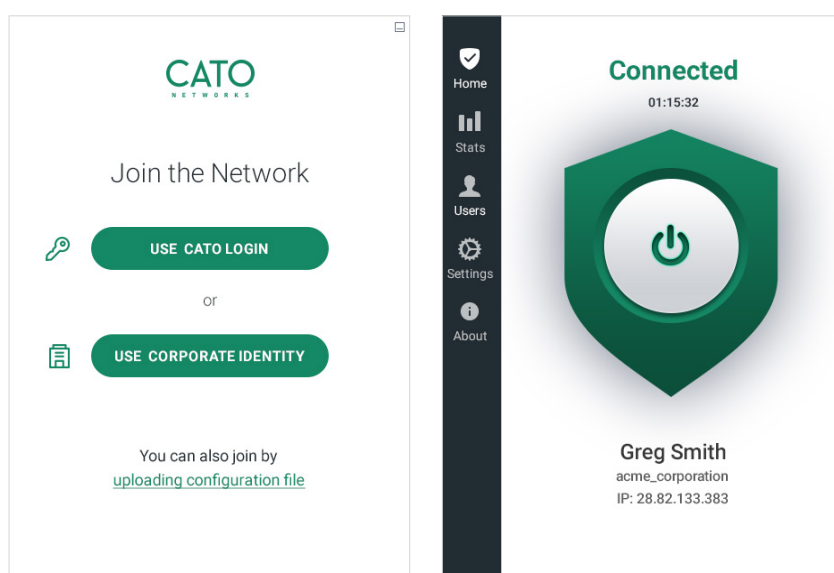 CATO
NETWORKS
Join the Network
USE CATO LOGIN
or
USE CORPORATE IDENTITY
You can also join by
uploading configuration file
Home
Stats
Users
Settings
About
Connected
01:15:32
Greg Smith
acme_corporation
IP: 28.82.133.383